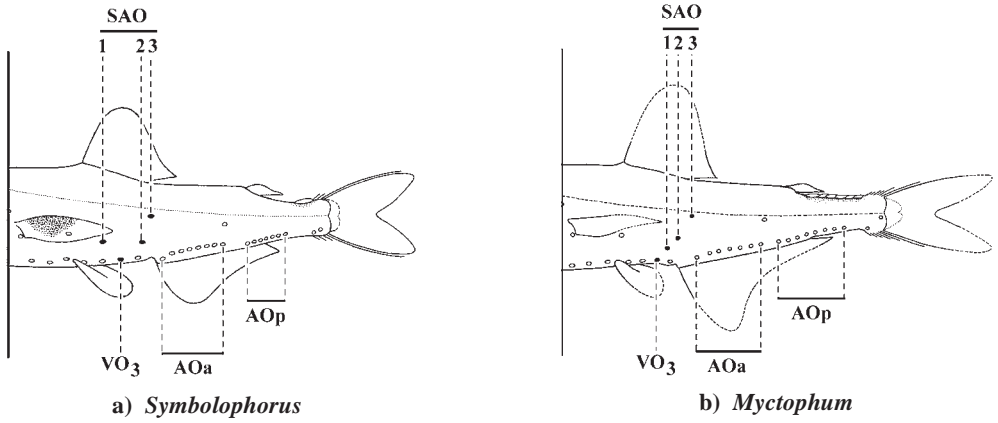 SAO
1 2 3
VO3
AOa
AOp
a) Symbolophorus
SAO
1 2 3
VO3
AOa
AOp
b) Myctophum